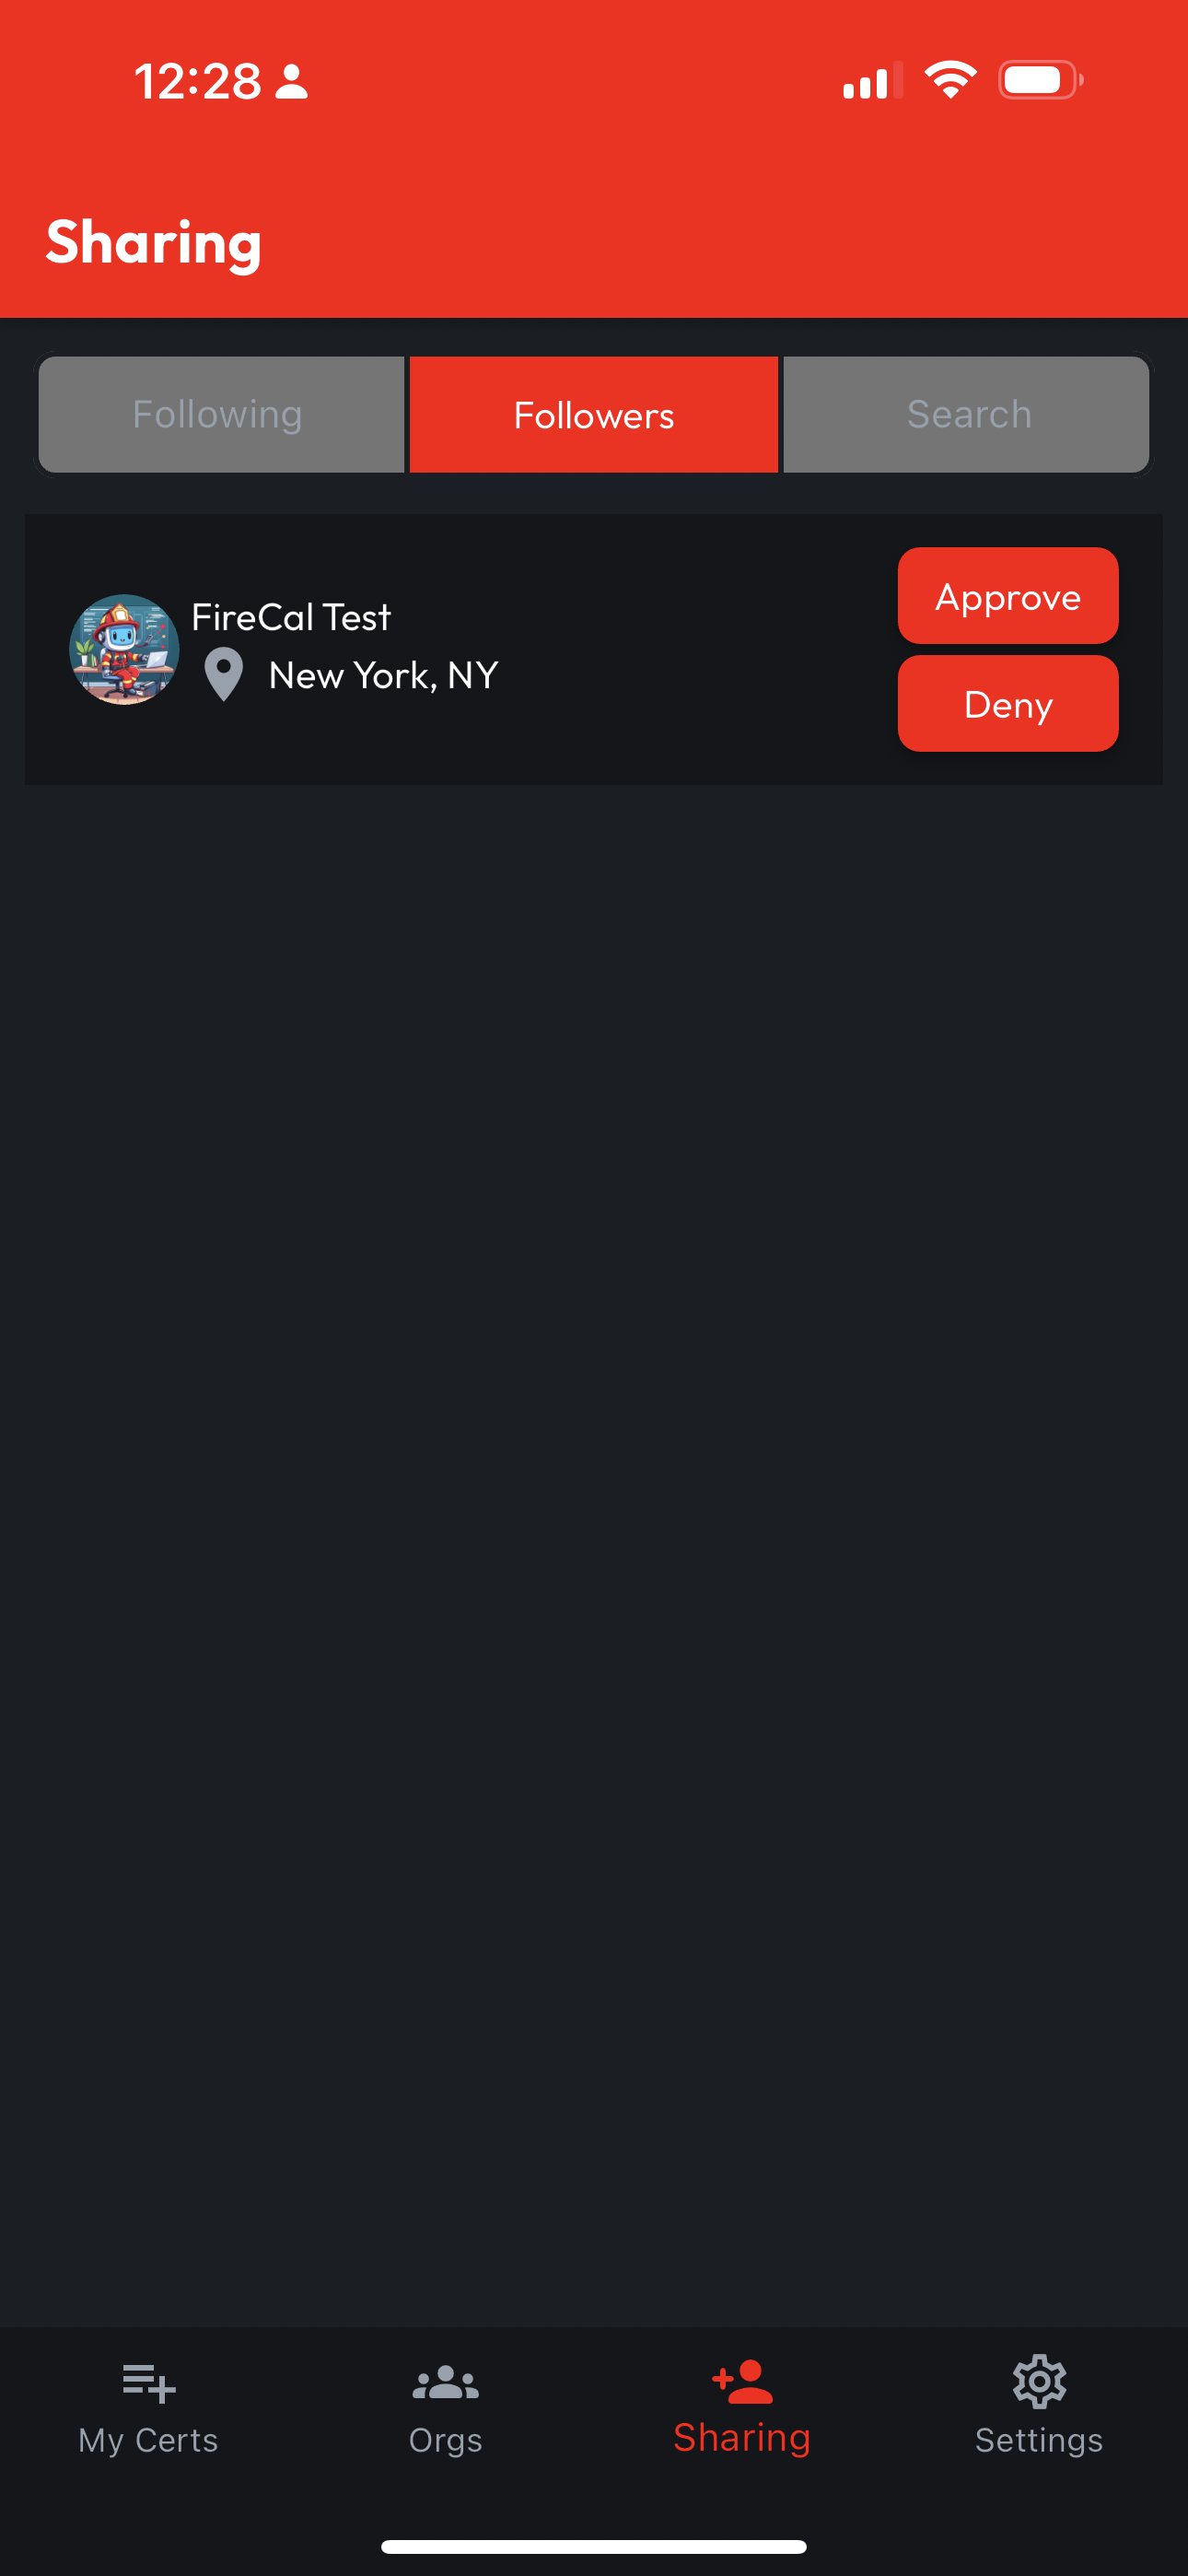 12:28
Sharing
Following
Followers
Search
FireCal Test
New York, NY
Approve
Deny
My Certs
Orgs
Sharing
Settings